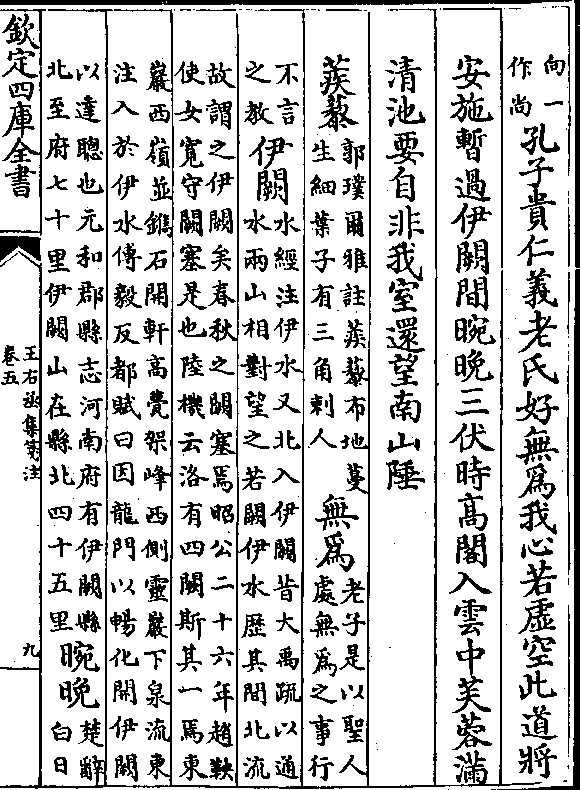 向一
作尚
孔子貴仁義老氏好無為我心若虛空此道將
安施暫過伊闕間晼晚三伏時高閣入雲中芙蓉滿
清池要自非我室還望南山陲
蒺藜
郭璞爾雅註蒺藜布地蔓
生細葉子有三角刺人
無為
老子是以聖人
處無為之事行
不言
之教
伊闕
水經注伊水又北入伊闕昔大禹疏以通
水兩山相對望之若闕伊水歷其間北流
故謂之伊闕矣春秋之闕塞焉昭公二十六年趙鞅
使女寬守闕塞是也陸機云洛有四闕斯其一焉東
巖西嶺並鐫石開軒高甍架峰西側靈巖下泉流東
注入於伊水傅毅反都賦曰因龍門以暢化開伊闕
以達聰也元和郡縣志河南府有伊闕縣
北至府七十里伊闕山在縣北四十五里
晼晚
楚辭
白日
欽定四庫全書
王右丞集箋注
卷五
九